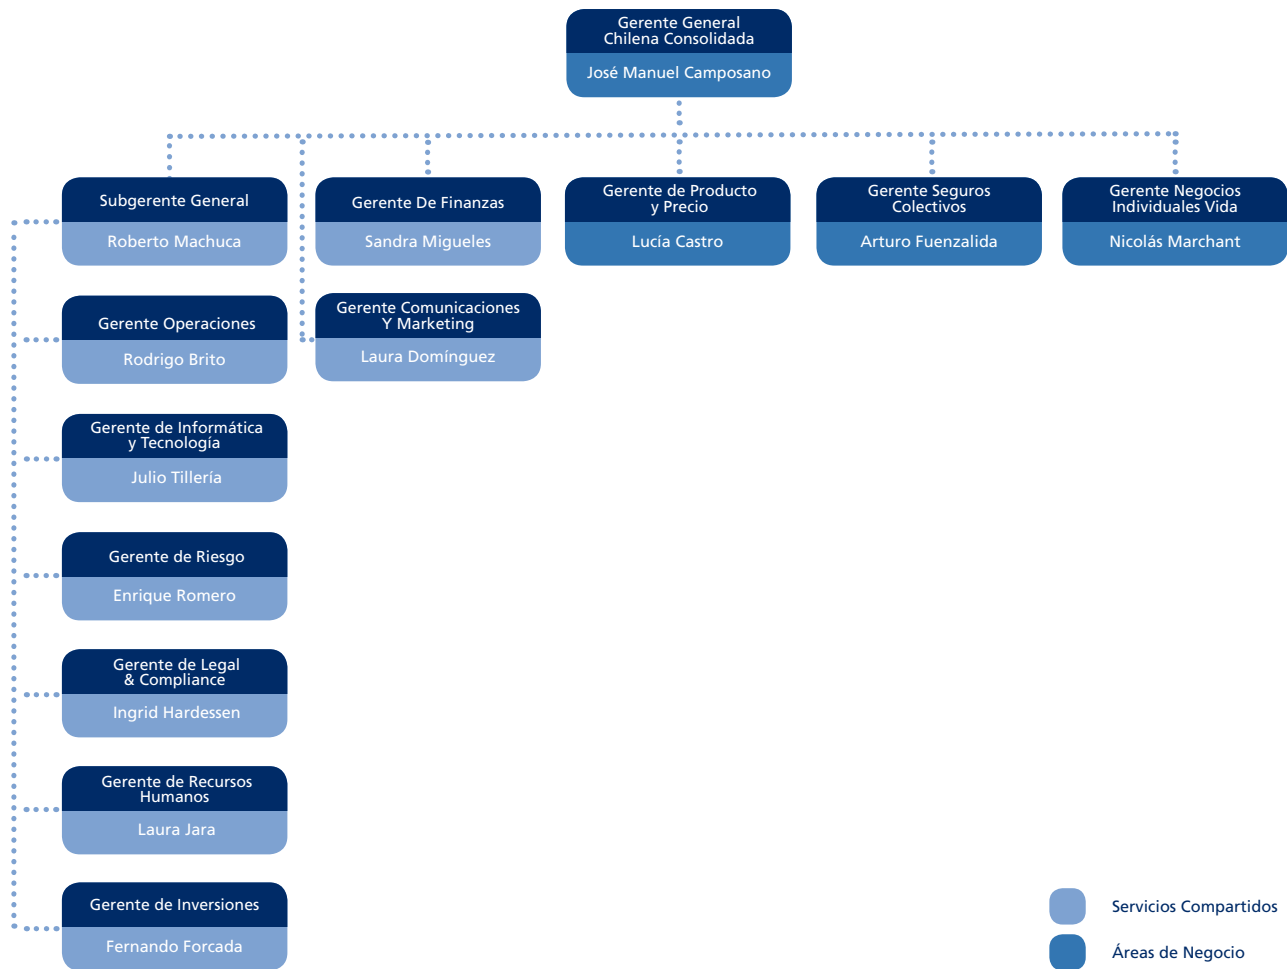 Gerente General
Chilena Consolidada
José Manuel Camposano
Subgerente General
Roberto Machuca
Gerente De Finanzas
Sandra Migueles
Gerente de Producto
y Precio
Lucía Castro
Gerente Seguros
Colectivos
Arturo Fuenzalida
Gerente Negocios
Individuales Vida
Nicolás Marchant
Gerente Operaciones
Rodrigo Brito
Gerente Comunicaciones
Y Marketing
Laura Domínguez
Gerente de Informática
y Tecnología
Julio Tillería
Gerente de Riesgo
Enrique Romero
Gerente de Legal
& Compliance
Ingrid Hardessen
Gerente de Recursos
Humanos
Laura Jara
Gerente de Inversiones
Fernando Forcada
Servicios Compartidos
Áreas de Negocio